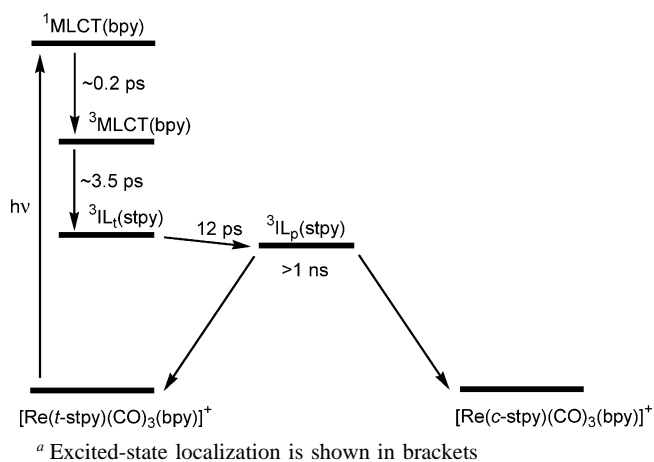 ¹MLCT(bpy)
~0.2 ps
³MLCT(bpy)
~3.5 ps
hν
³ILₜ(stpy)
12 ps
³ILₚ(stpy)
>1 ns
[Re(t-stpy)(CO)₃(bpy)]⁺
[Re(c-stpy)(CO)₃(bpy)]⁺
ᵃ Excited-state localization is shown in brackets